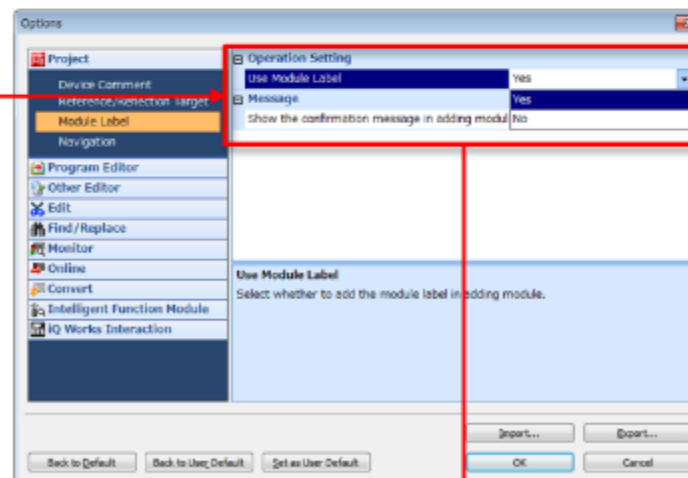 Options
Project
Device Comment
Reference/Reflection Target
Module Label
Navigation
Program Editor
Other Editor
Edit
Find/Replace
Monitor
Online
Convert
Intelligent Function Module
iQ Works Interaction
Operation Setting
Use Module Label Yes
Message Yes
Show the confirmation message in adding modul No
Use Module Label
Select whether to add the module label in adding module.
Import... Export...
Back to Default Back to User Default Set as User Default OK Cancel